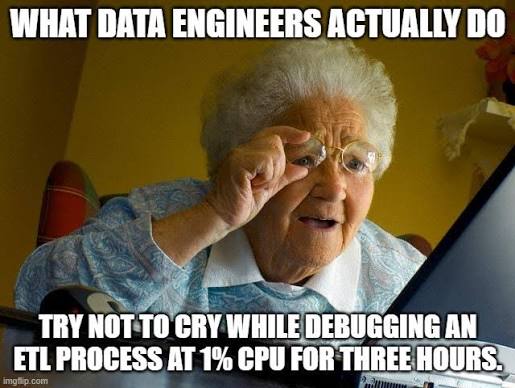 WHAT DATA ENGINEERS ACTUALLY DO
TRY NOT TO CRY WHILE DEBUGGING AN
ETL PROCESS AT 1% CPU FOR THREE HOURS.
imgflip.com